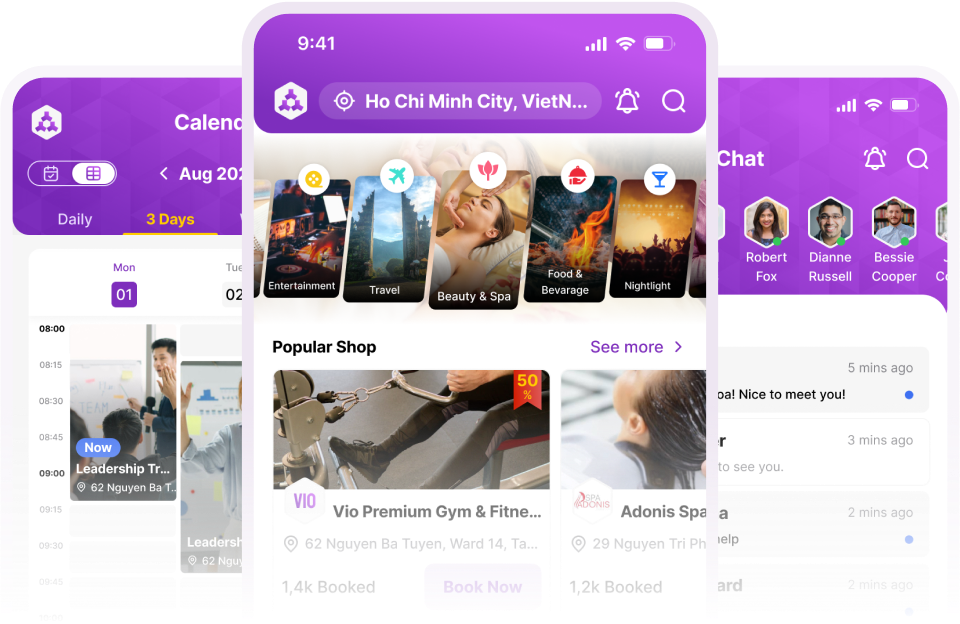 Calend
Aug 202
Daily
3 Days
Mon
Tue
01
02
08:00
08:15
08:30
08:45
09:00
09:15
09:30
09:45
10:00
TEAM
Now
Leadership Tr...
62 Nguyen Ba T...
Leadersh
62 Nguy
9:41
Ho Chi Minh City, VietN...
Entertainment
Travel
Beauty & Spa
Food &
Bevarage
Nightlight
Popular Shop
See more
50
%
VIO
Vio Premium Gym & Fitne...
62 Nguyen Ba Tuyen, Ward 14, Ta...
1,4k Booked
Book Now
SPA
ADONIS
Adonis Spa
29 Nguyen Tri Ph
1,2k Booked
Chat
Robert
Fox
Dianne
Russell
Bessie
Cooper
J
Co
5 mins ago
oa! Nice to meet you!
er
3 mins ago
to see you.
a
2 mins ago
help
ard
2 mins ago